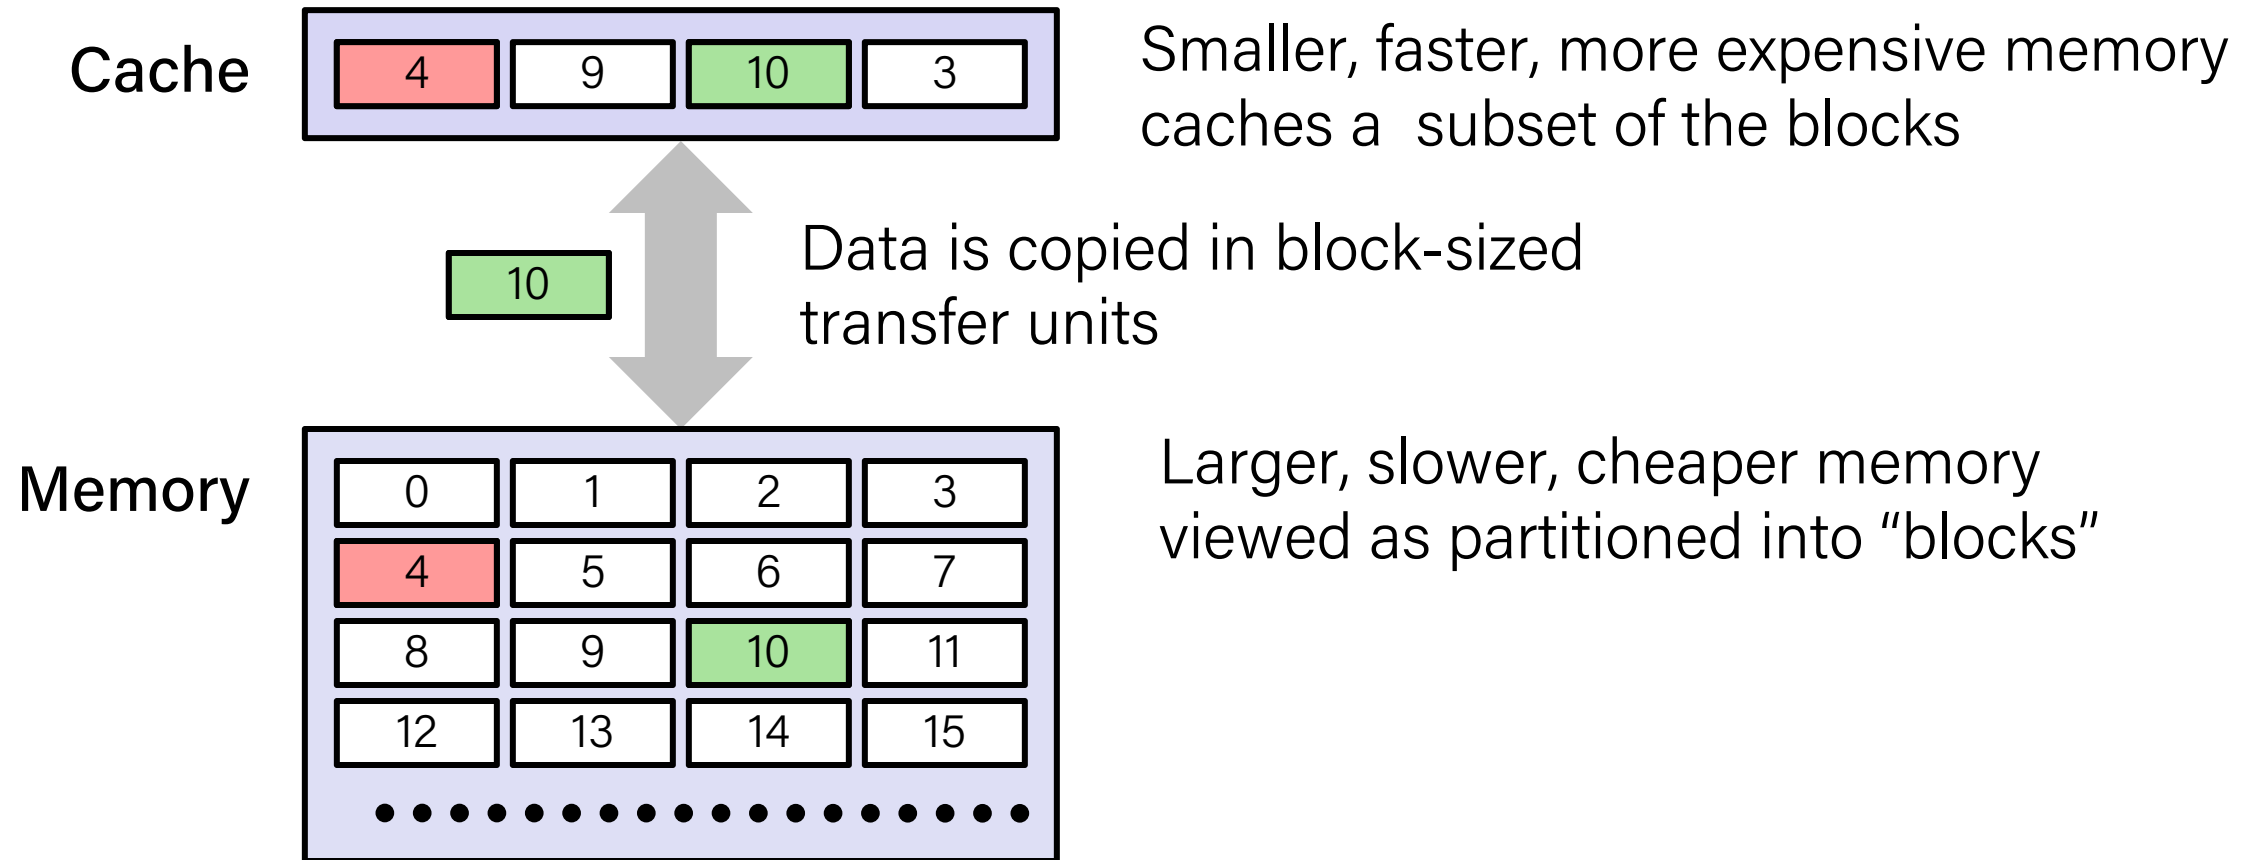 Cache
4 9 10 3
Smaller, faster, more expensive memory
caches a  subset of the blocks
10
Data is copied in block-sized
transfer units
Memory
0 1 2 3
4 5 6 7
8 9 10 11
12 13 14 15
Larger, slower, cheaper memory
viewed as partitioned into “blocks”